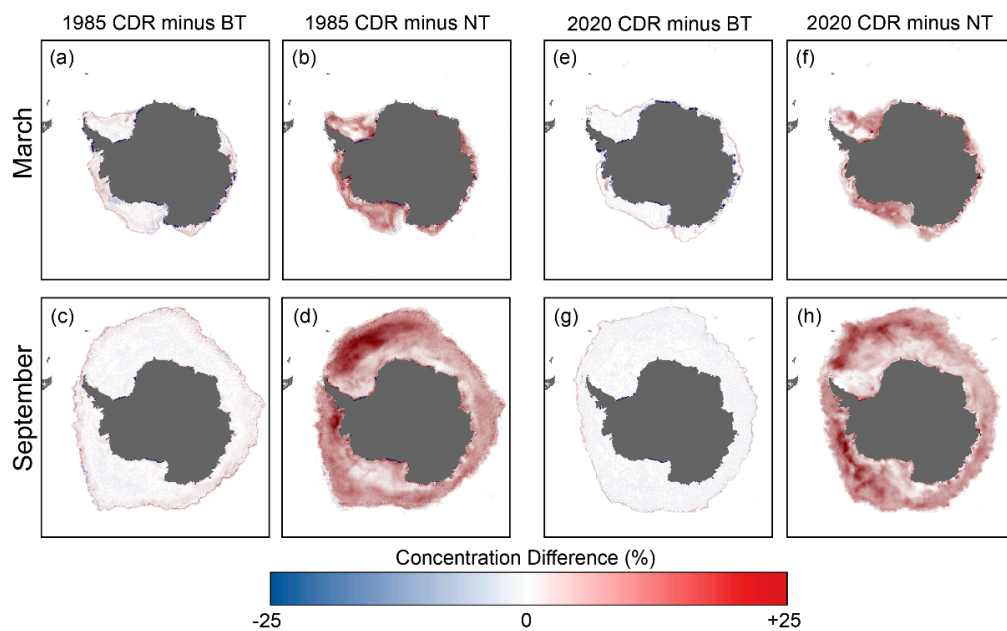 1985 CDR minus BT
1985 CDR minus NT
2020 CDR minus BT
2020 CDR minus NT
March
(a)
(b)
(e)
(f)
September
(c)
(d)
(g)
(h)
Concentration Difference (%)
-25
0
+25